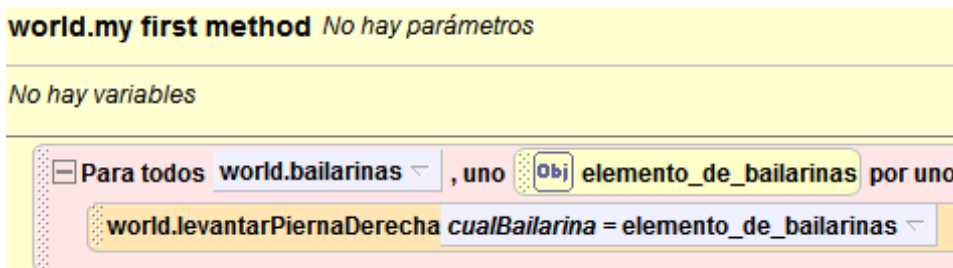 world.my first method No hay parámetros
No hay variables
Para todos world.bailarinas , uno Obj elemento_de_bailarinas por uno
world.levantarPiernaDerecha cualBailarina = elemento_de_bailarinas